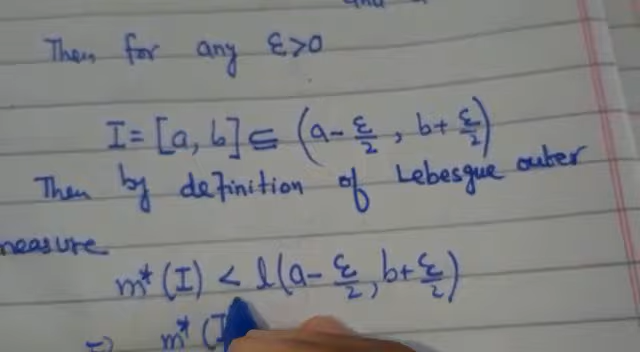 Then for any ε>0
I = [a, b] ⊆ (a - ε/2, b + ε/2)
Then by definition of Lebesgue outer
measure
m*(I) < l(a - ε/2, b + ε/2)
⇒ m*(I